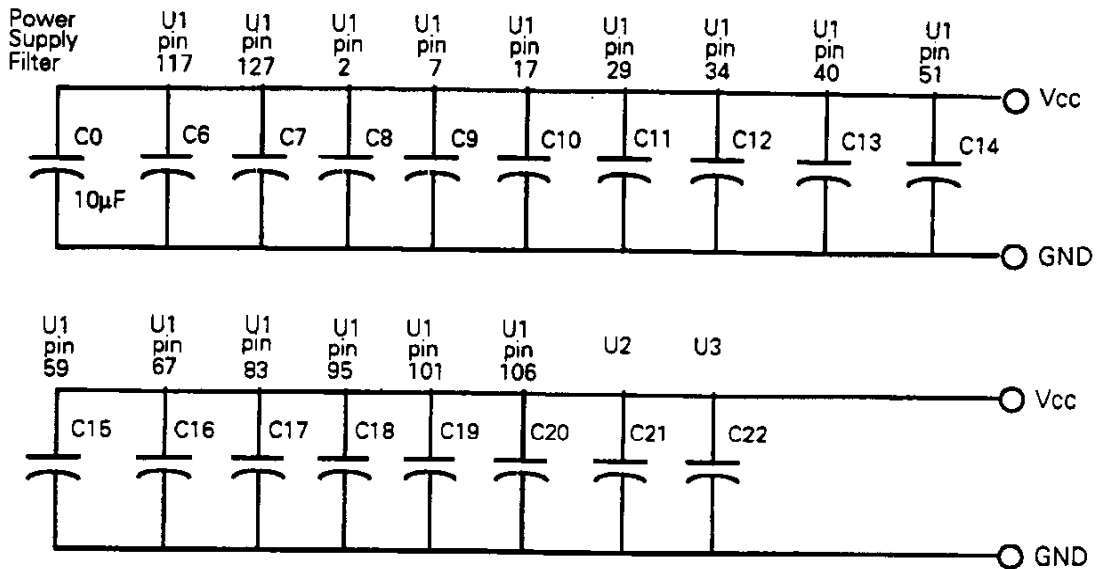 Power Supply Filter
U1 pin 117
U1 pin 127
U1 pin 2
U1 pin 7
U1 pin 17
U1 pin 29
U1 pin 34
U1 pin 40
U1 pin 51
Vcc
C0
C6
C7
C8
C9
C10
C11
C12
C13
C14
10µF
GND
U1 pin 59
U1 pin 67
U1 pin 83
U1 pin 95
U1 pin 101
U1 pin 106
U2
U3
Vcc
C15
C16
C17
C18
C19
C20
C21
C22
GND